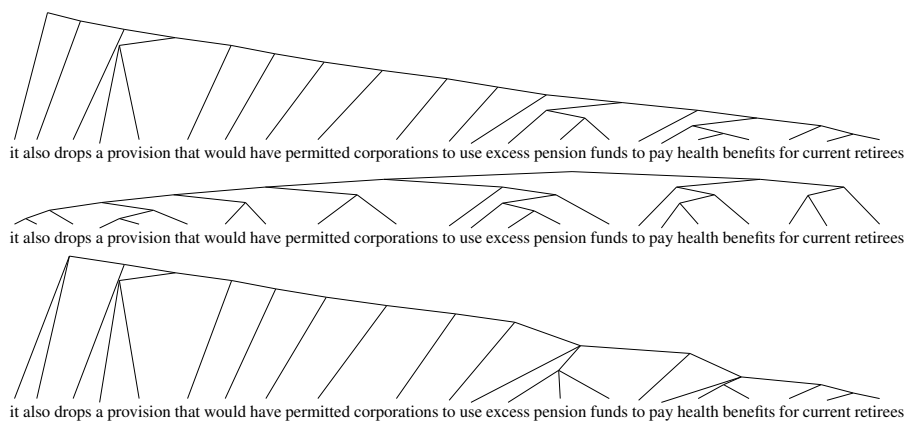 it also drops a provision that would have permitted corporations to use excess pension funds to pay health benefits for current retirees
it also drops a provision that would have permitted corporations to use excess pension funds to pay health benefits for current retirees
it also drops a provision that would have permitted corporations to use excess pension funds to pay health benefits for current retirees